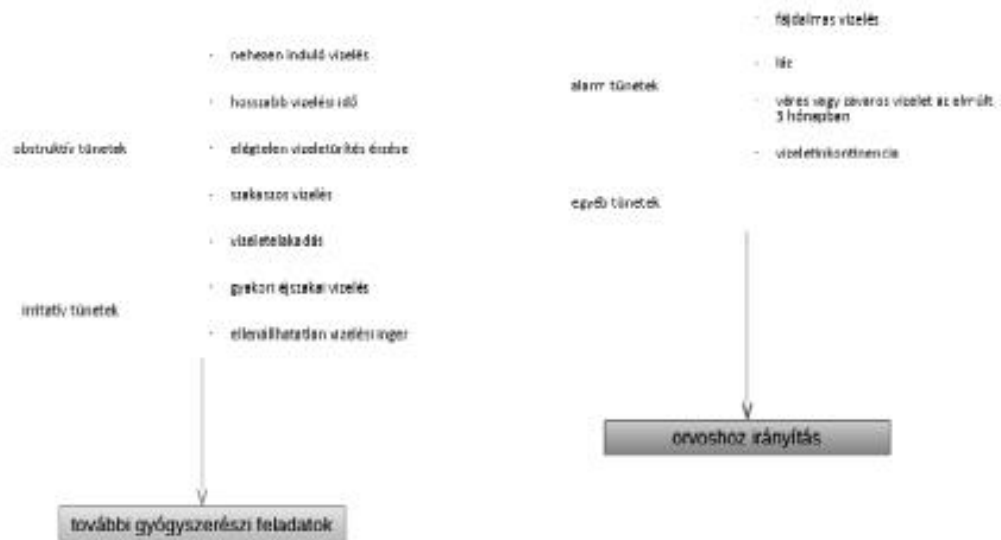 obstruktív tünetek
nehezen induló vizelés
hosszabb vizelési idő
elégtelen vizeletürítés érzése
szakaszos vizelés
vizeletelakadás
irritatív tünetek
gyakori éjszakai vizelés
ellenállhatatlan vizelési inger
további gyógyszerészi feladatok
alarm tünetek
fájdalmas vizelés
láz
véres vagy zavaros vizelet az elmúlt
3 hónapban
vizeletinkontinencia
egyéb tünetek
orvoshoz irányítás